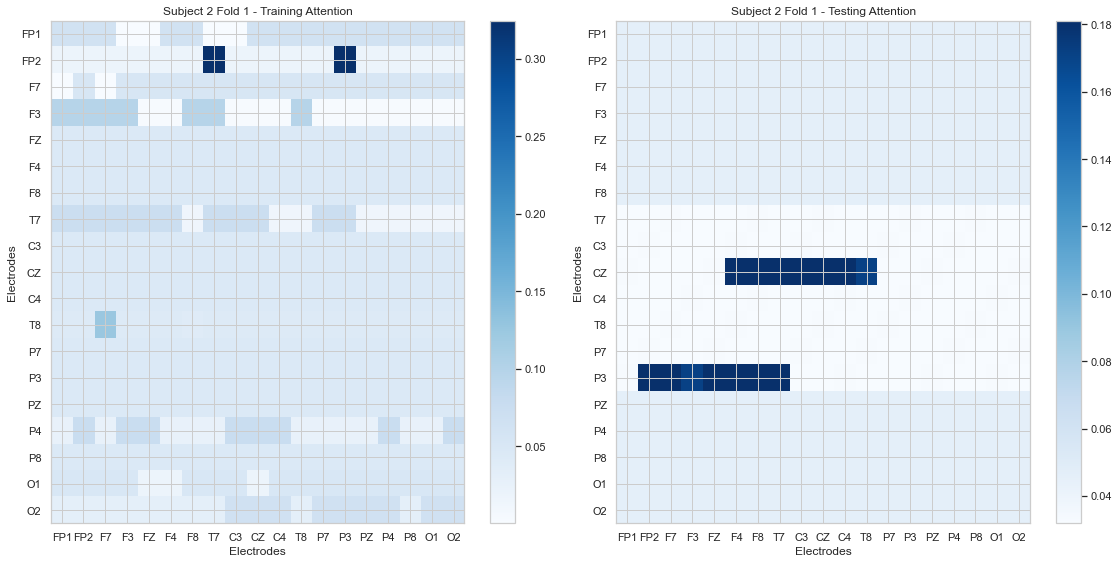 Subject 2 Fold 1 - Training Attention
FP1
FP2
F7
F3
FZ
F4
F8
T7
C3
CZ
C4
T8
P7
P3
PZ
P4
P8
O1
O2
Electrodes
FP1 FP2 F7 F3 FZ F4 F8 T7 C3 CZ C4 T8 P7 P3 PZ P4 P8 O1 O2
Electrodes
0.30
0.25
0.20
0.15
0.10
0.05
Subject 2 Fold 1 - Testing Attention
FP1
FP2
F7
F3
FZ
F4
F8
T7
C3
CZ
C4
T8
P7
P3
PZ
P4
P8
O1
O2
Electrodes
FP1 FP2 F7 F3 FZ F4 F8 T7 C3 CZ C4 T8 P7 P3 PZ P4 P8 O1 O2
Electrodes
0.18
0.16
0.14
0.12
0.10
0.08
0.06
0.04